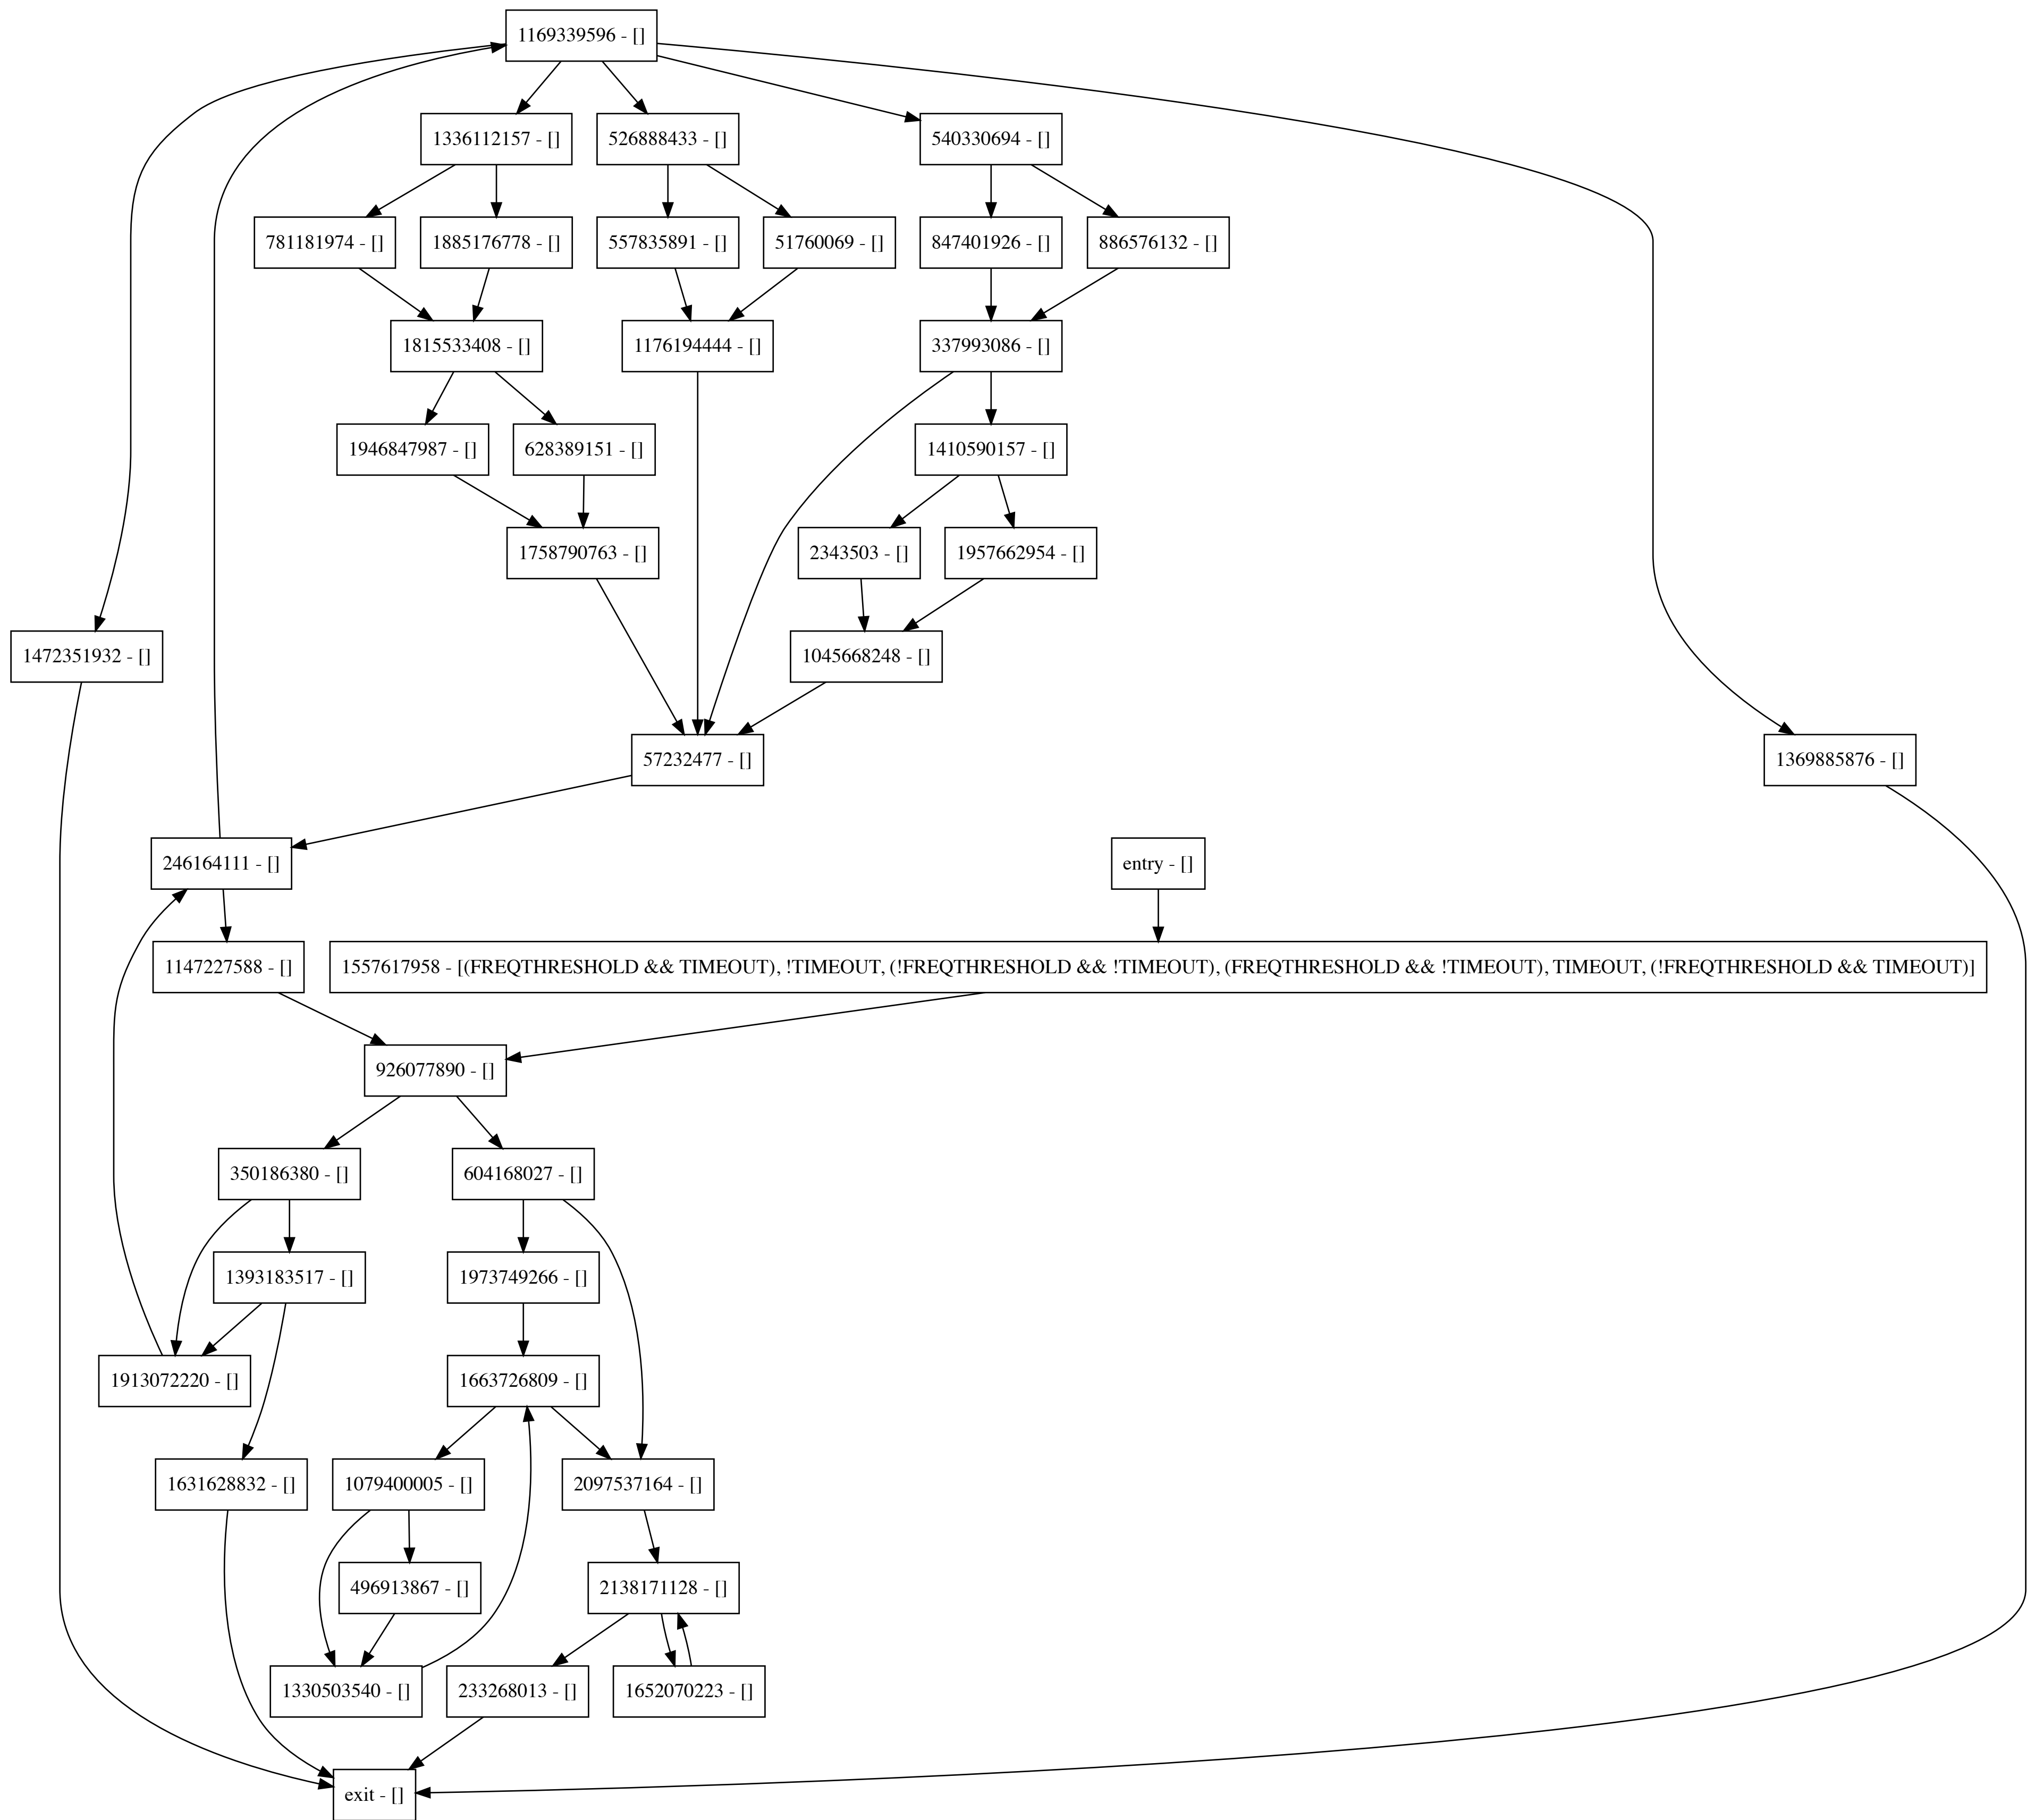 1169339596 - []
1336112157 - []
526888433 - []
540330694 - []
781181974 - []
1885176778 - []
557835891 - []
51760069 - []
847401926 - []
886576132 - []
1815533408 - []
1176194444 - []
337993086 - []
1946847987 - []
628389151 - []
1410590157 - []
1758790763 - []
2343503 - []
1957662954 - []
1472351932 - []
1045668248 - []
57232477 - []
1369885876 - []
246164111 - []
entry - []
1147227588 - []
1557617958 - [(FREQTHRESHOLD && TIMEOUT), !TIMEOUT, (!FREQTHRESHOLD && !TIMEOUT), (FREQTHRESHOLD && !TIMEOUT), TIMEOUT, (!FREQTHRESHOLD && TIMEOUT)]
926077890 - []
350186380 - []
604168027 - []
1393183517 - []
1973749266 - []
1913072220 - []
1663726809 - []
1631628832 - []
1079400005 - []
2097537164 - []
496913867 - []
2138171128 - []
1330503540 - []
233268013 - []
1652070223 - []
exit - []